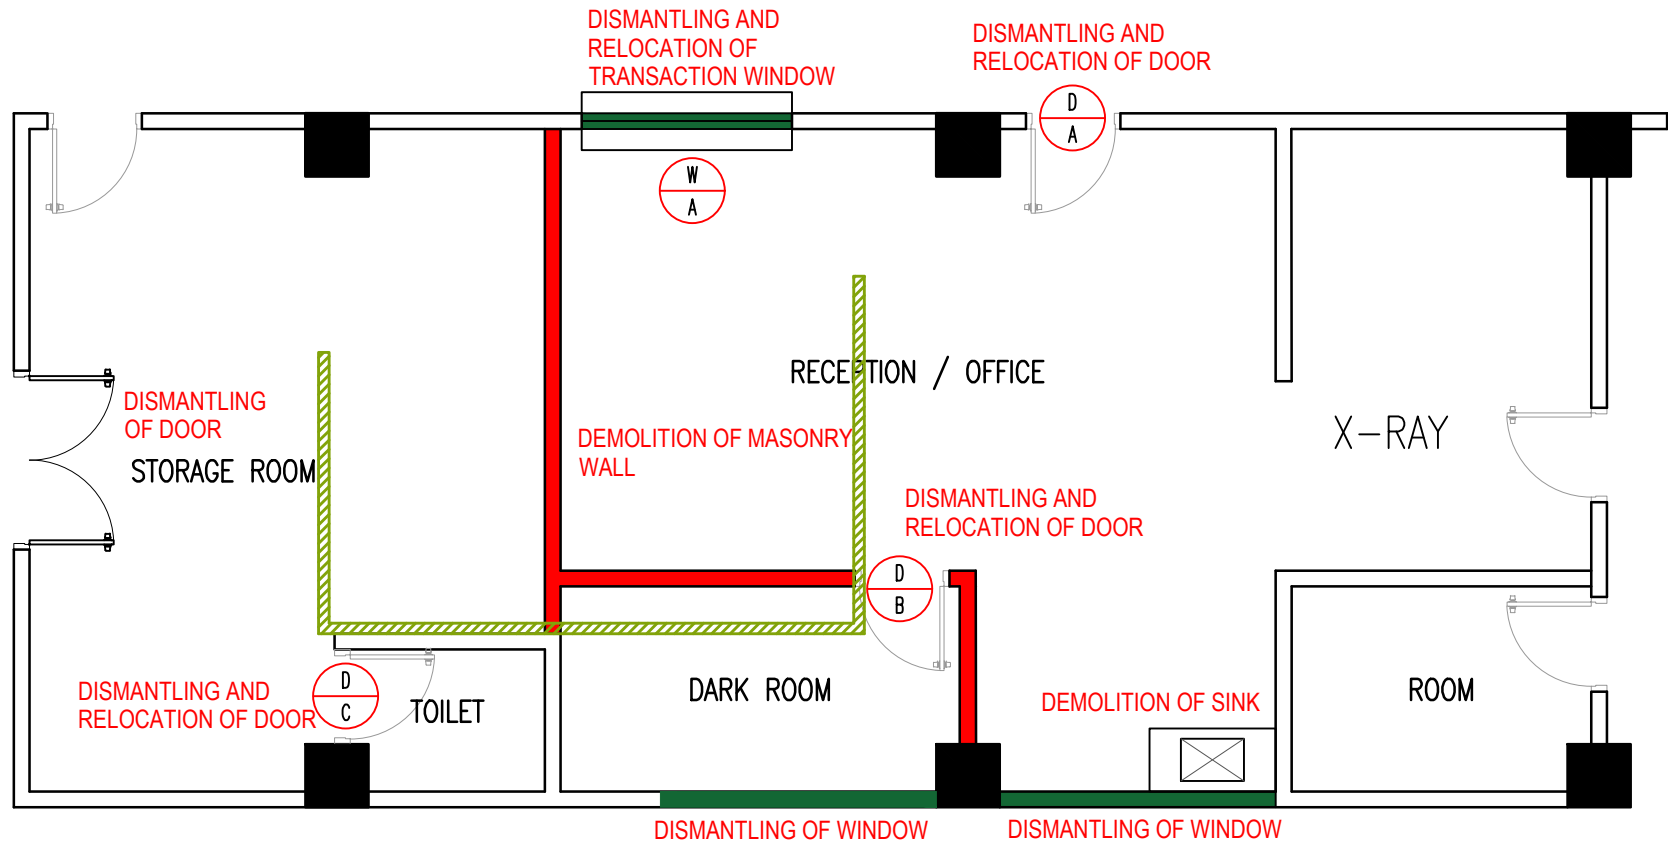 DISMANTLING AND
RELOCATION OF
TRANSACTION WINDOW
DISMANTLING AND
RELOCATION OF DOOR
D
A
W
A
RECEPTION / OFFICE
DISMANTLING
OF DOOR
STORAGE ROOM
DEMOLITION OF MASONRY
WALL
X-RAY
DISMANTLING AND
RELOCATION OF DOOR
D
B
DISMANTLING AND
RELOCATION OF DOOR
D
C
TOILET
DARK ROOM
DEMOLITION OF SINK
ROOM
DISMANTLING OF WINDOW
DISMANTLING OF WINDOW